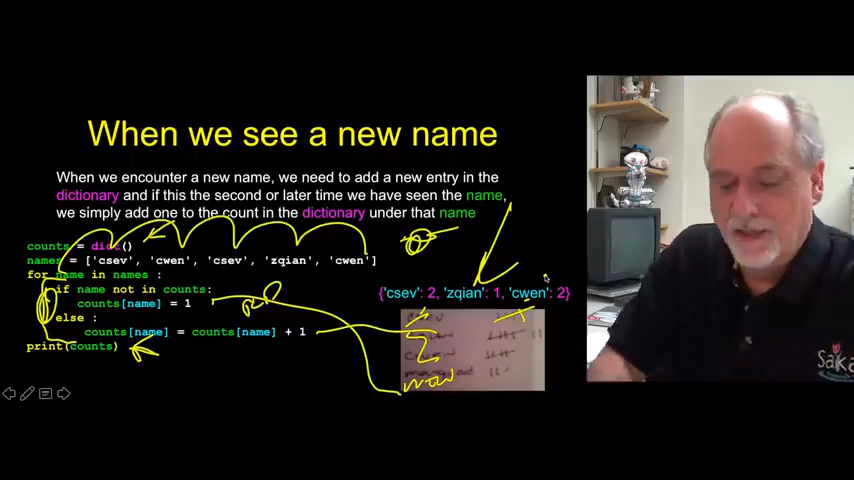 When we see a new name
When we encounter a new name, we need to add a new entry in the
dictionary and if this the second or later time we have seen the name,
we simply add one to the count in the dictionary under that name
counts = dict()
names = ['csev', 'cwen', 'csev', 'zqian', 'cwen']
for name in names :
if name not in counts:
counts[name] = 1
else :
counts[name] = counts[name] + 1
print(counts)
{'csev': 2, 'zqian': 1, 'cwen': 2}
new